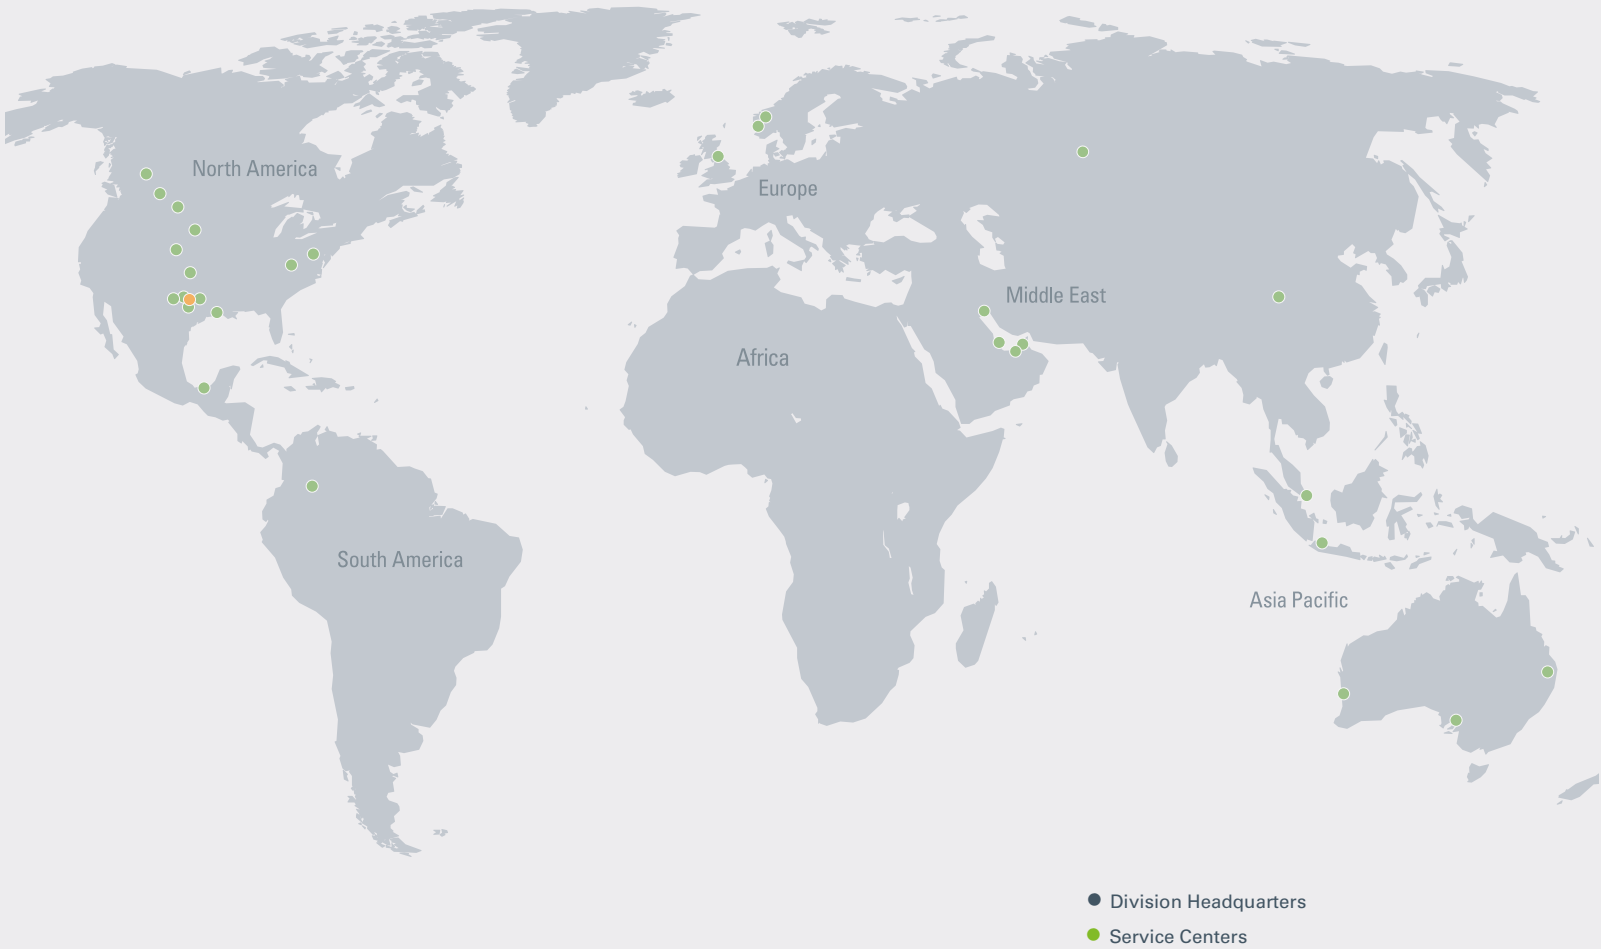 North America
Europe
Middle East
Africa
South America
Asia Pacific
Division Headquarters
Service Centers